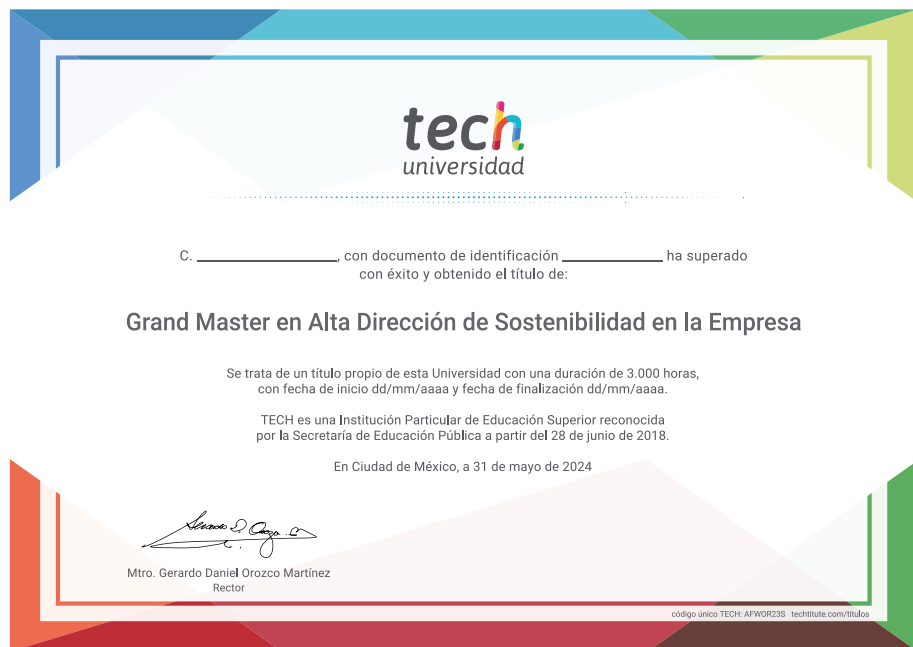 tech
universidad
C. ____________________, con documento de identificación ______________ ha superado
con éxito y obtenido el título de:
Grand Master en Alta Dirección de Sostenibilidad en la Empresa
Se trata de un título propio de esta Universidad con una duración de 3.000 horas,
con fecha de inicio dd/mm/aaaa y fecha de finalización dd/mm/aaaa.
TECH es una Institución Particular de Educación Superior reconocida
por la Secretaría de Educación Pública a partir del 28 de junio de 2018.
En Ciudad de México, a 31 de mayo de 2024
Mtro. Gerardo Daniel Orozco Martínez
Rector
código único TECH: AFWOR23S techtitute.com/titulos